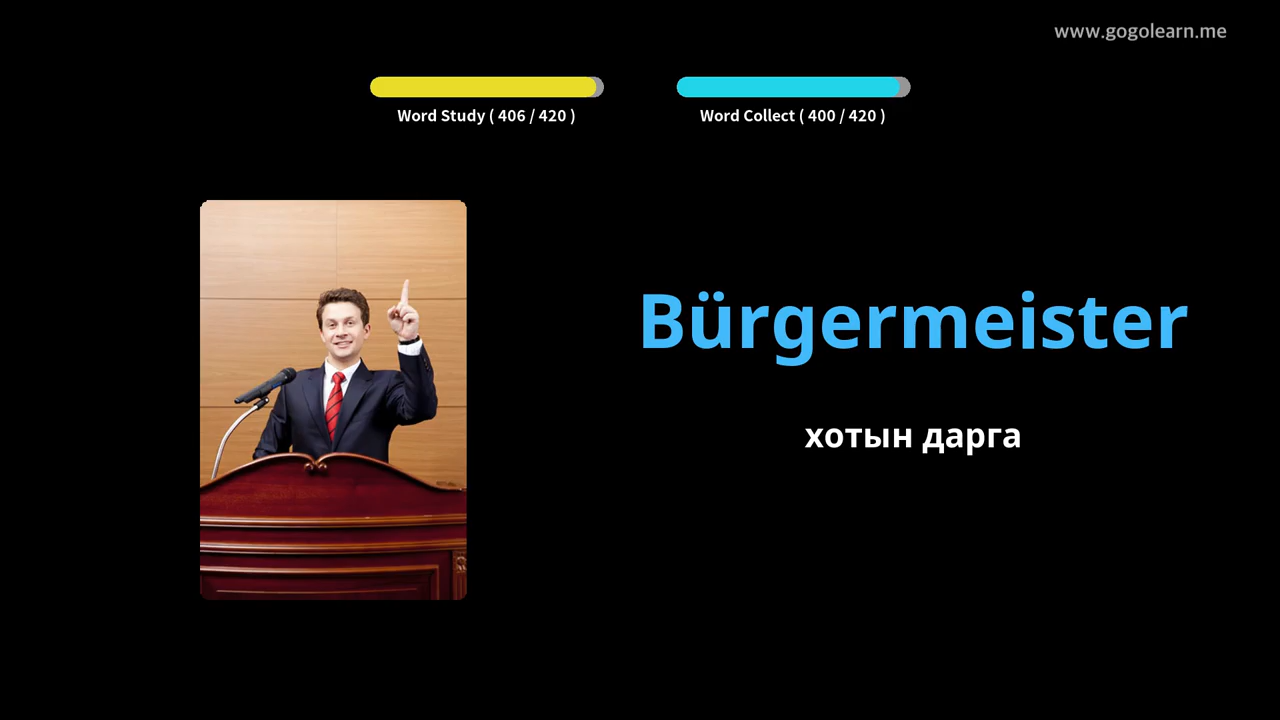 www.gogolearn.me
Word Study ( 406 / 420 )
Word Collect ( 400 / 420 )
Bürgermeister
хотын дарга